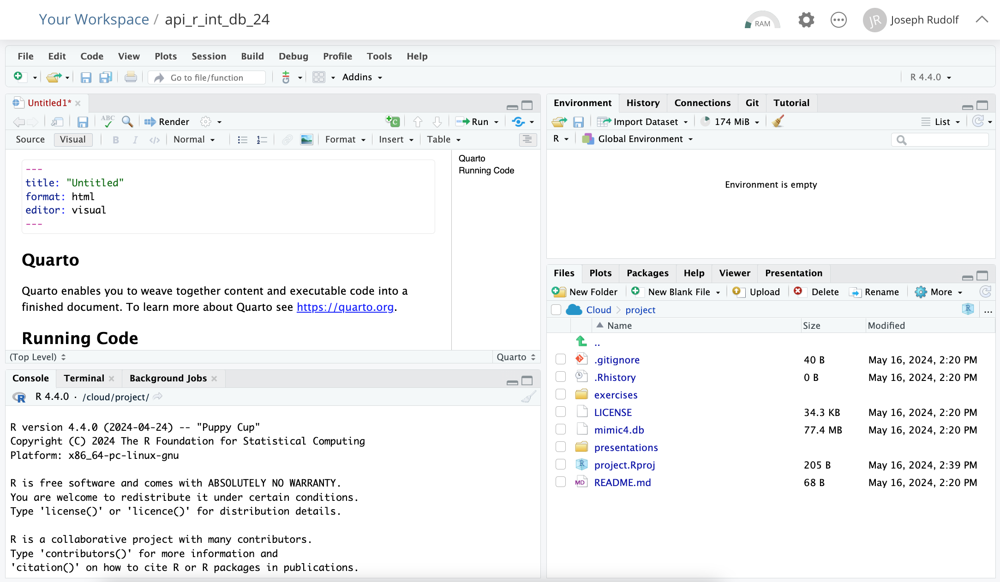 Your Workspace / api_r_int_db_24
RAM
JR Joseph Rudolf
File Edit Code View Plots Session Build Debug Profile Tools Help
Go to file/function
Addins
R 4.4.0
Untitled1*
ABC
Render
C
Run
Source Visual B I </> Normal Format Insert Table
---
title: "Untitled"
format: html
editor: visual
---
Quarto
Quarto enables you to weave together content and executable code into a
finished document. To learn more about Quarto see https://quarto.org.
Running Code
Quarto
Running Code
(Top Level)
Quarto
Console Terminal Background Jobs
R R 4.4.0 · /cloud/project/
R version 4.4.0 (2024-04-24) -- "Puppy Cup"
Copyright (C) 2024 The R Foundation for Statistical Computing
Platform: x86_64-pc-linux-gnu
R is free software and comes with ABSOLUTELY NO WARRANTY.
You are welcome to redistribute it under certain conditions.
Type 'license()' or 'licence()' for distribution details.
R is a collaborative project with many contributors.
Type 'contributors()' for more information and
'citation()' on how to cite R or R packages in publications.
Environment History Connections Git Tutorial
Import Dataset 174 MiB List
R Global Environment
Environment is empty
Files Plots Packages Help Viewer Presentation
New Folder New Blank File Upload Delete Rename More
Cloud project R ...
Name Size Modified
..
.gitignore 40 B May 16, 2024, 2:20 PM
.Rhistory 0 B May 16, 2024, 2:20 PM
exercises
LICENSE 34.3 KB May 16, 2024, 2:20 PM
mimic4.db 77.4 MB May 16, 2024, 2:20 PM
presentations
R project.Rproj 205 B May 16, 2024, 2:39 PM
MD README.md 68 B May 16, 2024, 2:20 PM